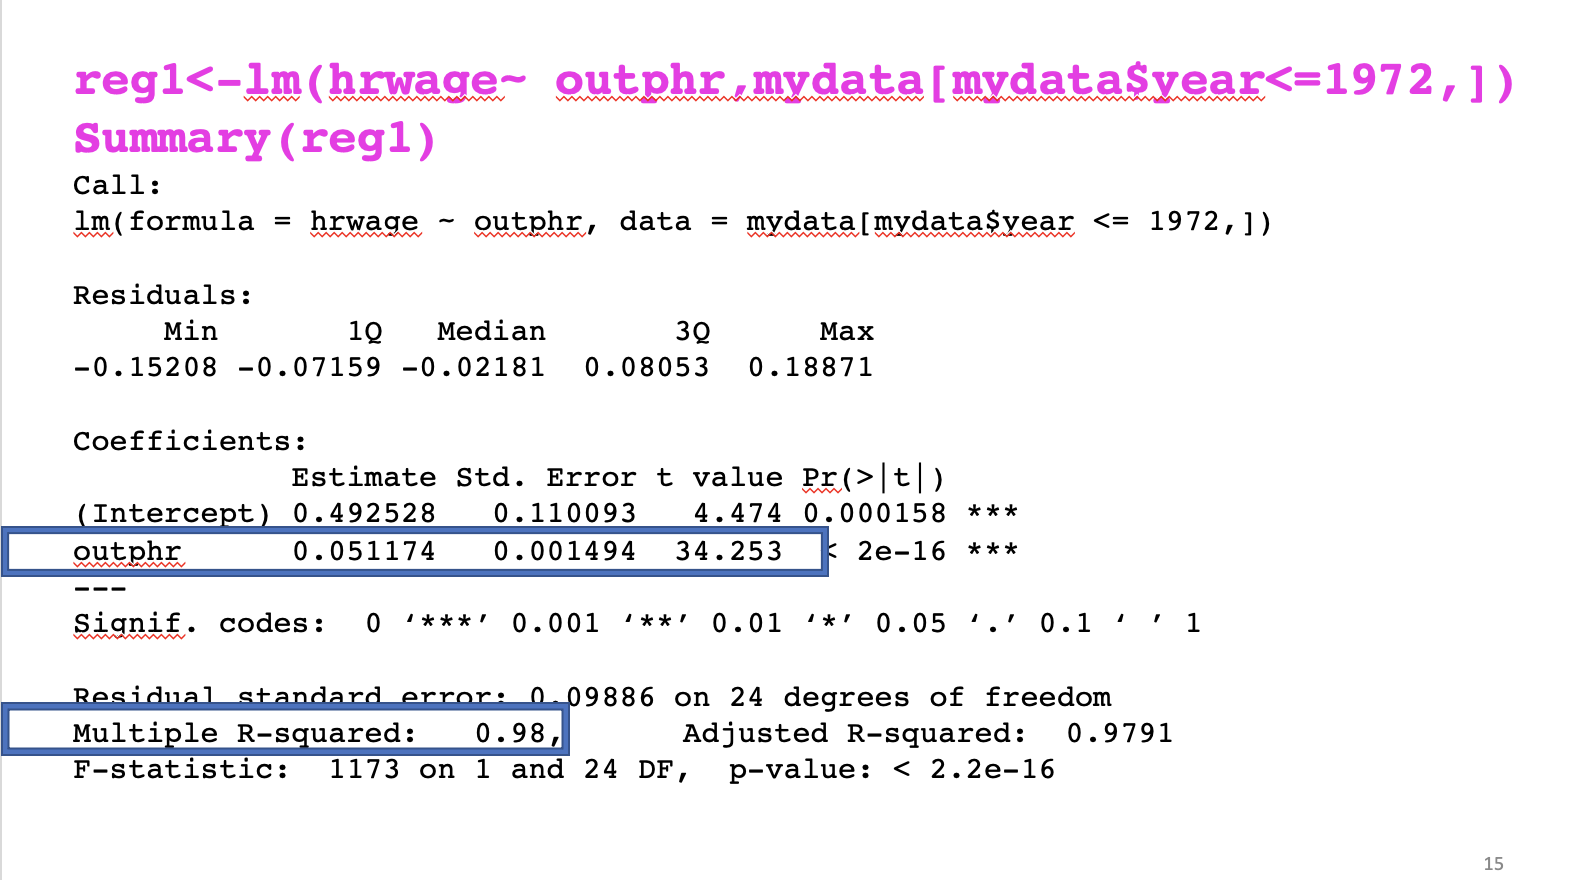 reg1<-lm(hrwage~ outphr,mydata[mydata$year<=1972,])
Summary(reg1)
Call:
lm(formula = hrwage ~ outphr, data = mydata[mydata$year <= 1972,])
Residuals:
Min 1Q Median 3Q Max
-0.15208 -0.07159 -0.02181 0.08053 0.18871
Coefficients:
Estimate Std. Error t value Pr(>|t|)
(Intercept) 0.492528 0.110093 4.474 0.000158 ***
outphr 0.051174 0.001494 34.253 < 2e-16 ***
---
Signif. codes: 0 ‘***’ 0.001 ‘**’ 0.01 ‘*’ 0.05 ‘.’ 0.1 ‘ ’ 1
Residual standard error: 0.09886 on 24 degrees of freedom
Multiple R-squared: 0.98, Adjusted R-squared: 0.9791
F-statistic: 1173 on 1 and 24 DF, p-value: < 2.2e-16
15